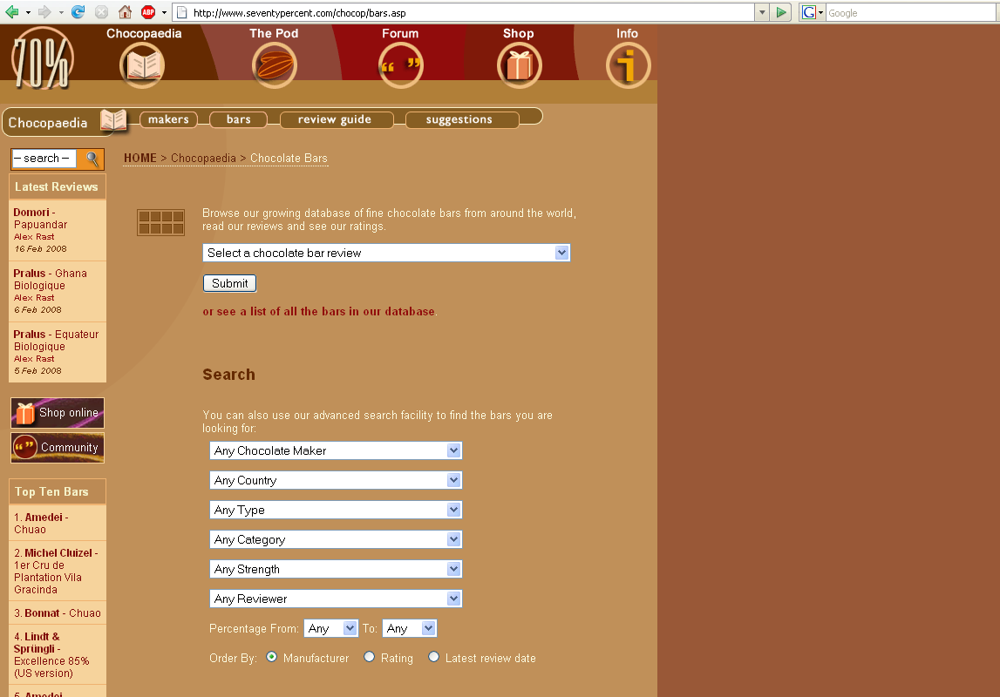 http://www.seventypercent.com/chocop/bars.asp
G
Google
ABP
70%
Chocopaedia
The Pod
Forum
Shop
Info
Chocopaedia
makers
bars
review guide
suggestions
– search –
HOME > Chocopaedia > Chocolate Bars
Latest Reviews
Domori -
Papuandar
Alex Rast
16 Feb 2008
Pralus - Ghana
Biologique
Alex Rast
6 Feb 2008
Pralus - Equateur
Biologique
Alex Rast
5 Feb 2008
Shop online
Community
Top Ten Bars
1. Amedei -
Chuao
2. Michel Cluizel -
1er Cru de
Plantation Vila
Gracinda
3. Bonnat - Chuao
4. Lindt &
Sprüngli -
Excellence 85%
(US version)
5. Amedei
Browse our growing database of fine chocolate bars from around the world,
read our reviews and see our ratings.
Select a chocolate bar review
Submit
or see a list of all the bars in our database.
Search
You can also use our advanced search facility to find the bars you are
looking for:
Any Chocolate Maker
Any Country
Any Type
Any Category
Any Strength
Any Reviewer
Percentage From: Any To: Any
Order By: Manufacturer Rating Latest review date